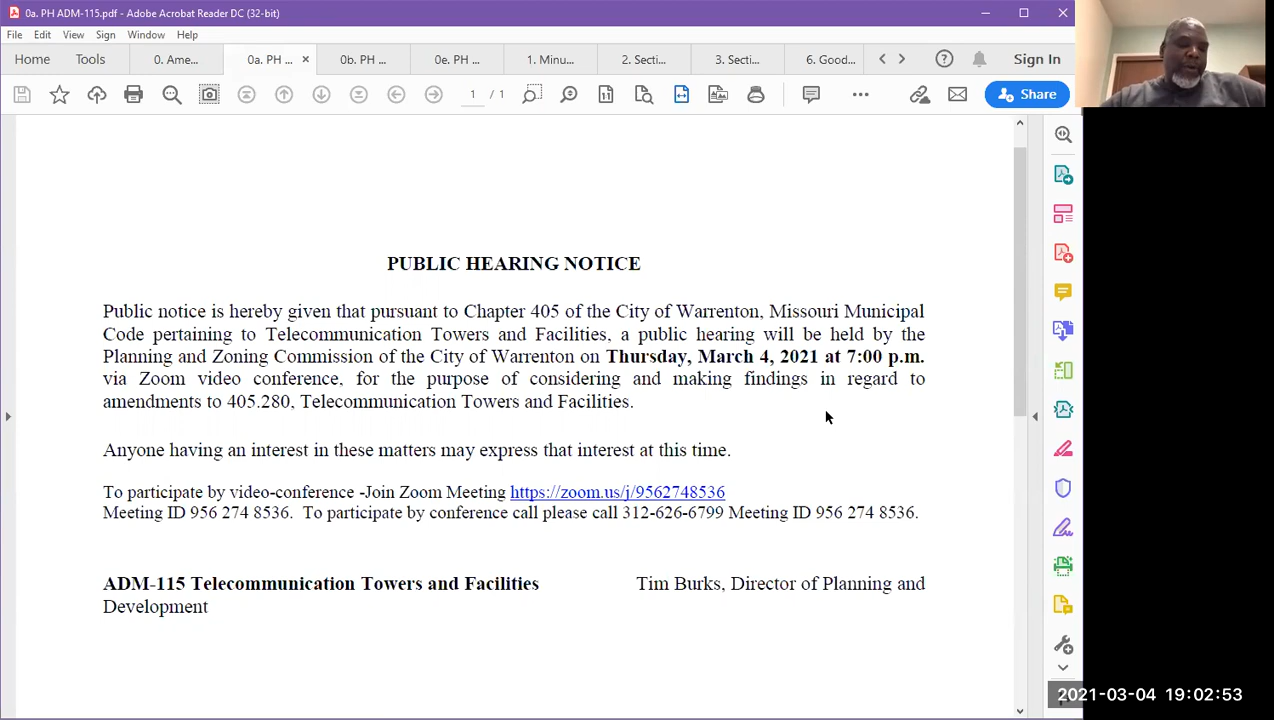 0a. PH ADM-115.pdf - Adobe Acrobat Reader DC (32-bit)
File Edit View Sign Window Help
Home Tools 0. Ame... 0a. PH ... × 0b. PH ... 0e. PH ... 1. Minu... 2. Secti... 3. Secti... 6. Good... Sign In
1 / 1 Share
PUBLIC HEARING NOTICE
Public notice is hereby given that pursuant to Chapter 405 of the City of Warrenton, Missouri Municipal
Code pertaining to Telecommunication Towers and Facilities, a public hearing will be held by the
Planning and Zoning Commission of the City of Warrenton on Thursday, March 4, 2021 at 7:00 p.m.
via Zoom video conference, for the purpose of considering and making findings in regard to
amendments to 405.280, Telecommunication Towers and Facilities.
Anyone having an interest in these matters may express that interest at this time.
To participate by video-conference -Join Zoom Meeting https://zoom.us/j/9562748536
Meeting ID 956 274 8536. To participate by conference call please call 312-626-6799 Meeting ID 956 274 8536.
ADM-115 Telecommunication Towers and Facilities Tim Burks, Director of Planning and
Development
2021-03-04 19:02:53